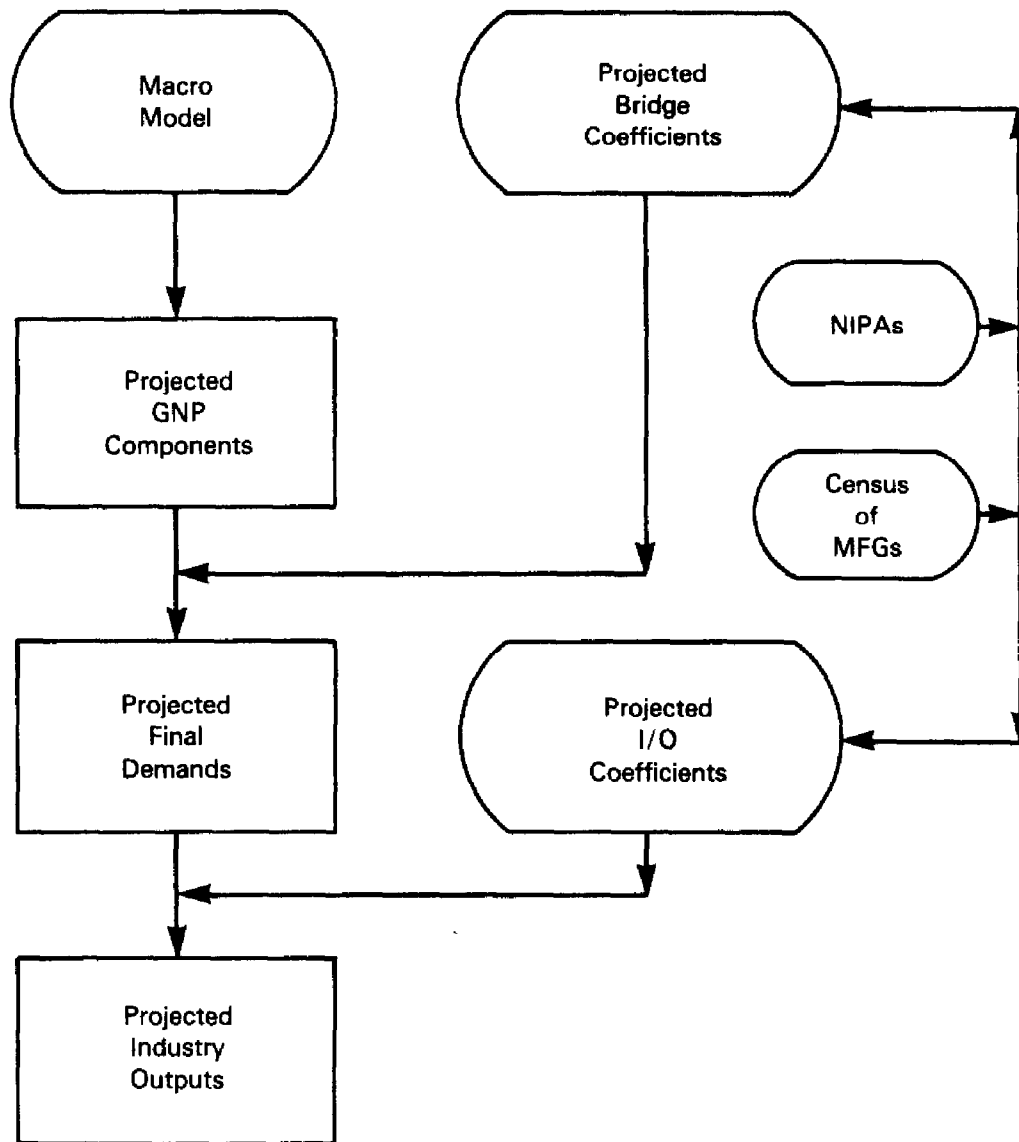 Macro
Model
Projected
Bridge
Coefficients
NIPAs
Projected
GNP
Components
Census
of
MFGs
Projected
Final
Demands
Projected
I/O
Coefficients
Projected
Industry
Outputs